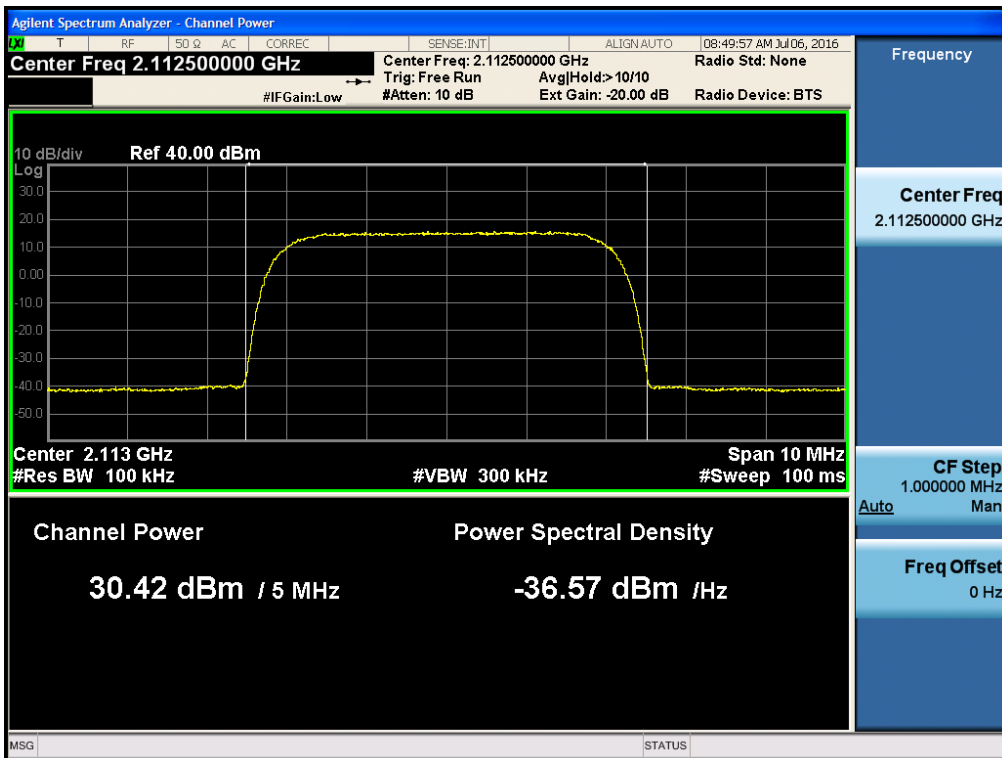 Agilent Spectrum Analyzer - Channel Power
LXI T RF 50 Ω AC CORREC SENSE:INT ALIGN AUTO 08:49:57 AM Jul 06, 2016
Center Freq 2.112500000 GHz
#IFGain:Low
Center Freq: 2.112500000 GHz
Trig: Free Run Avg|Hold:> 10/10
#Atten: 10 dB Ext Gain: -20.00 dB
Radio Std: None
Radio Device: BTS
10 dB/div Ref 40.00 dBm
Log
30.0
20.0
10.0
0.00
-10.0
-20.0
-30.0
-40.0
-50.0
Center 2.113 GHz Span 10 MHz
#Res BW 100 kHz #VBW 300 kHz #Sweep 100 ms
Channel Power Power Spectral Density
30.42 dBm / 5 MHz -36.57 dBm /Hz
MSG STATUS
Frequency
Center Freq
2.112500000 GHz
CF Step
1.000000 MHz
Auto Man
Freq Offset
0 Hz